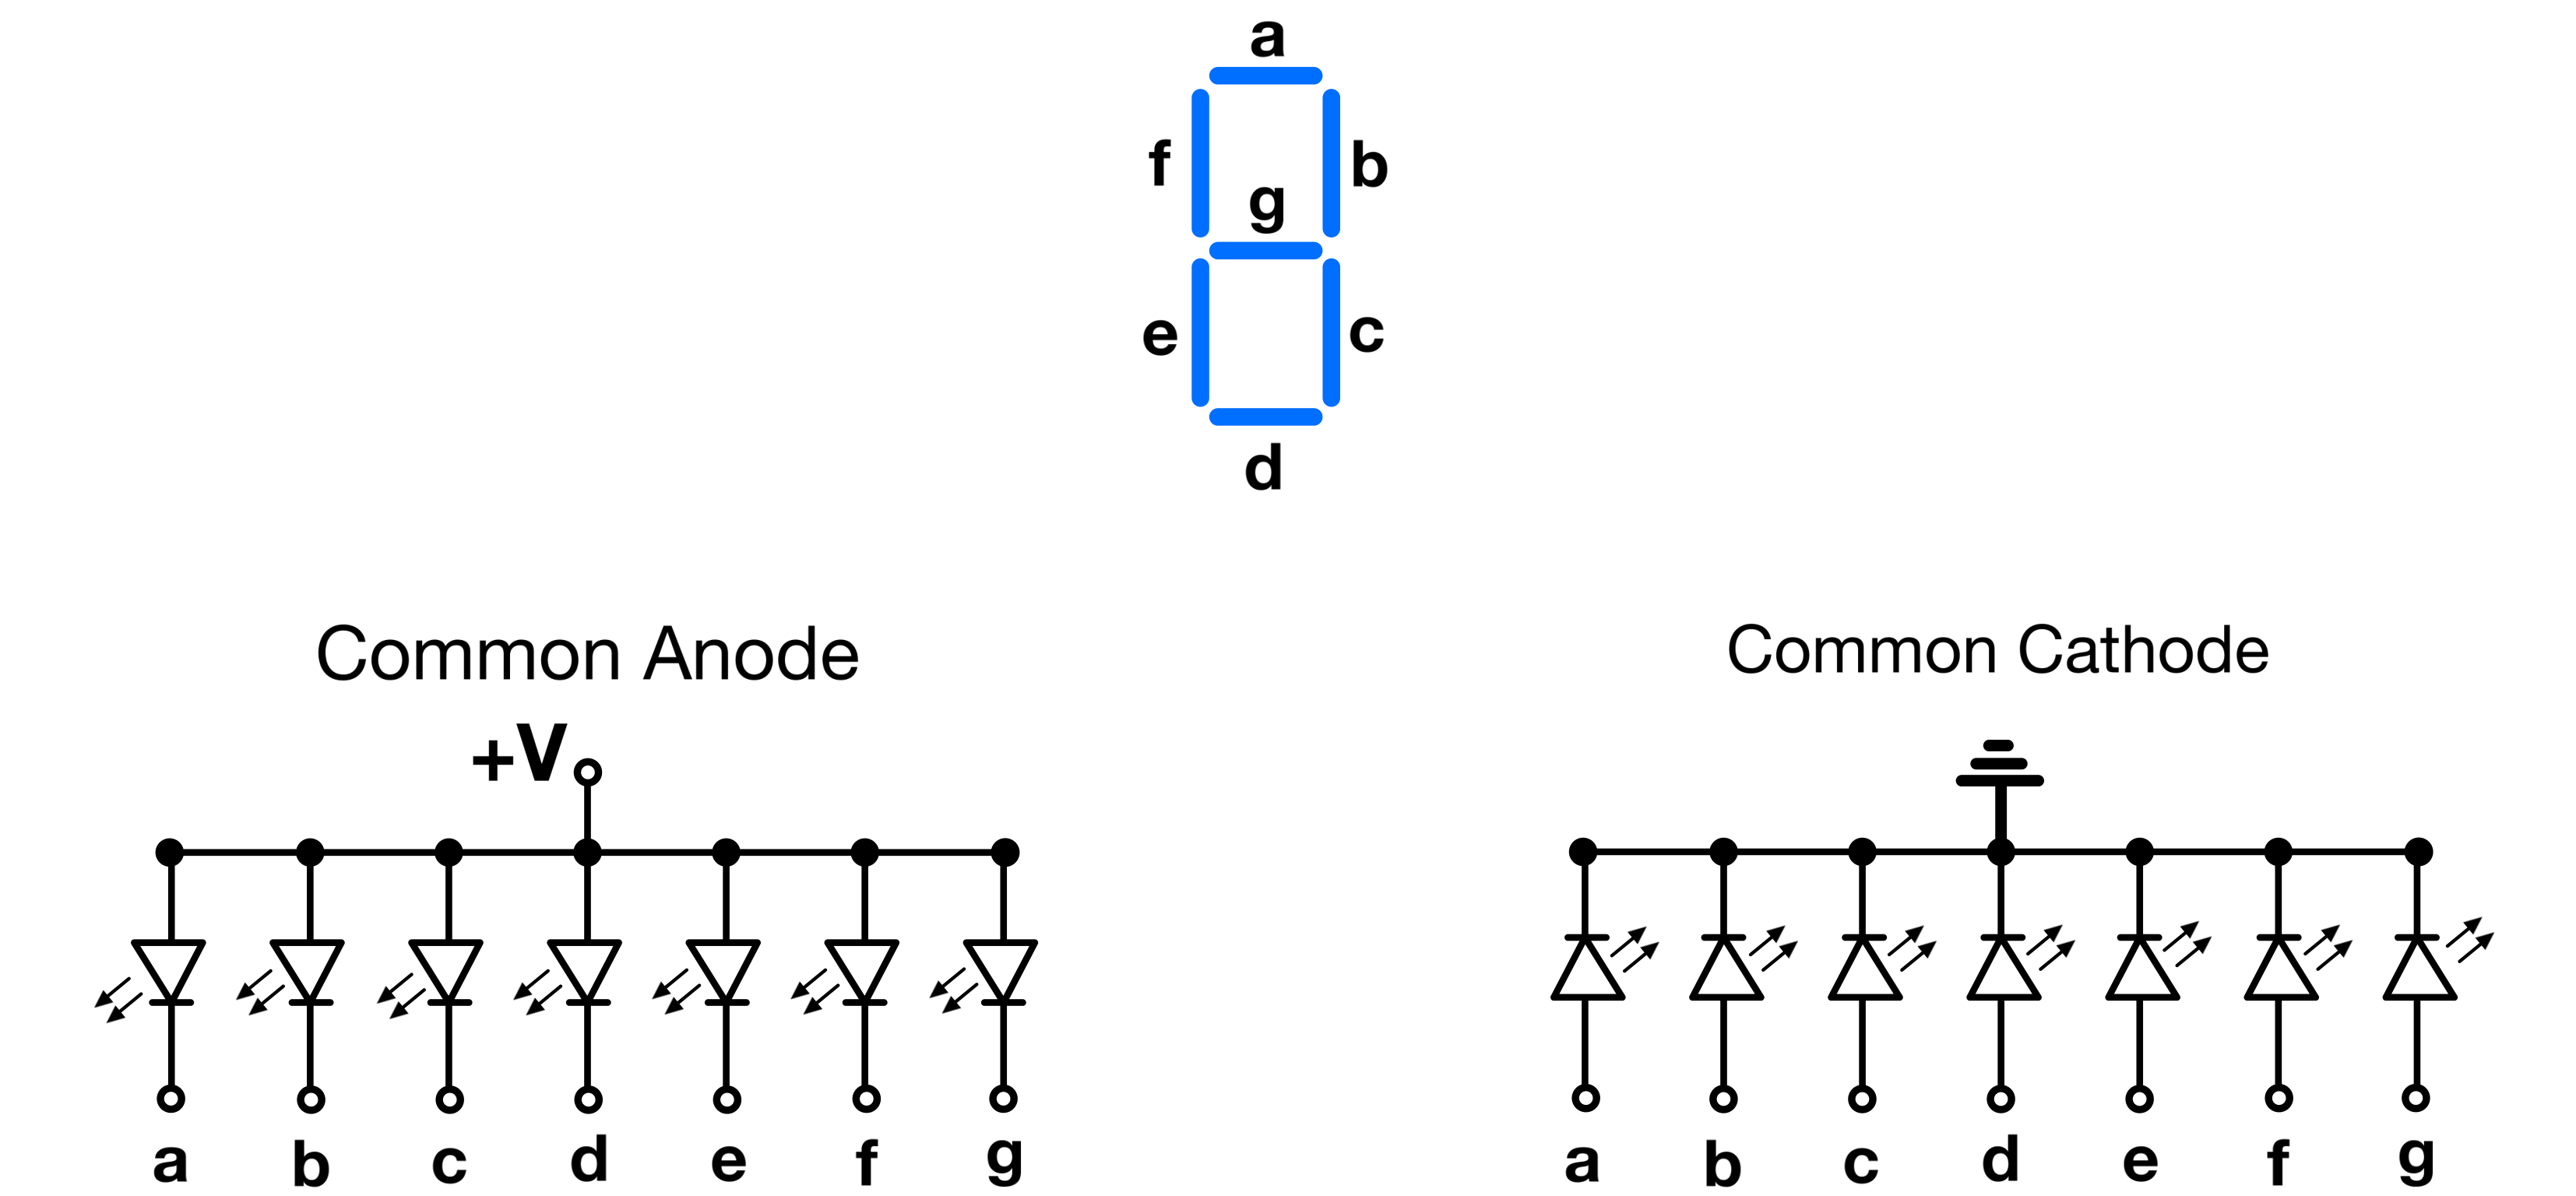 a
f
b
g
e
c
d
Common Anode
Common Cathode
+V
a b c d e f g
a b c d e f g